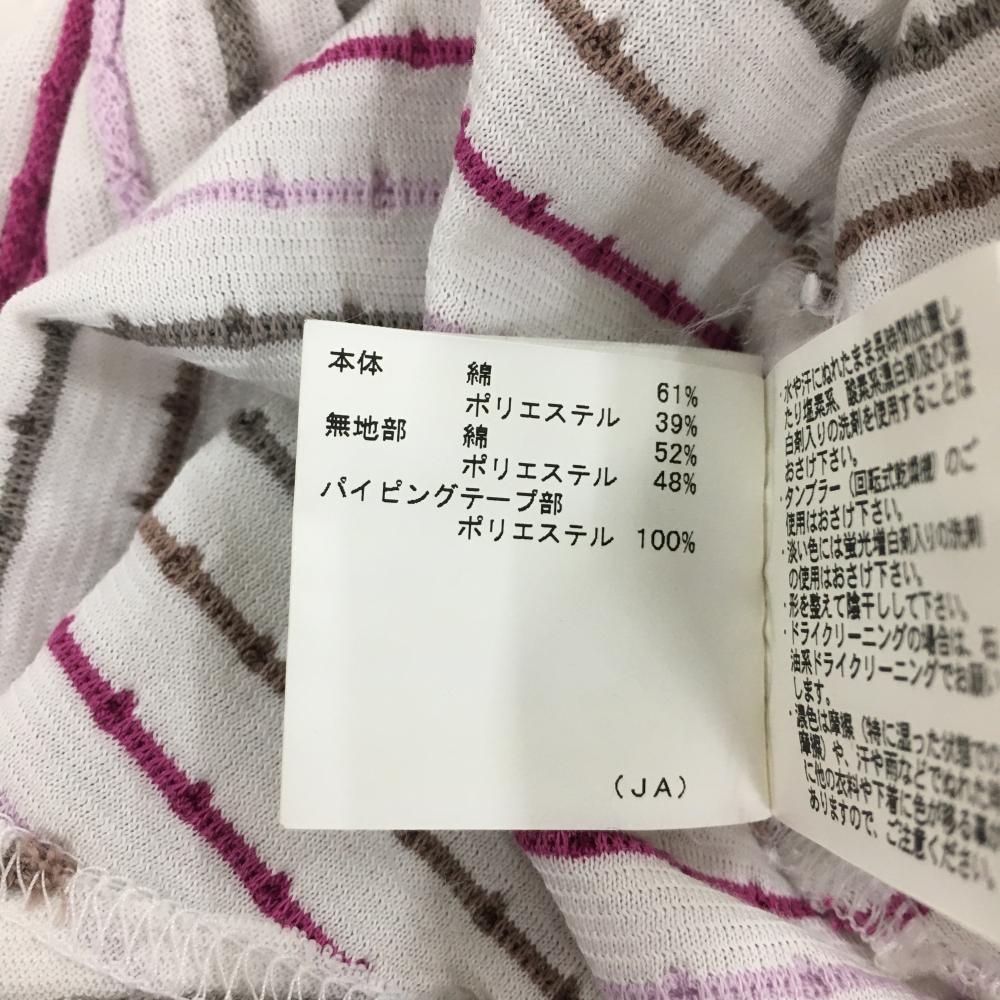 本体 綿 61%
ポリエステル 39%
無地部 綿 52%
ポリエステル 48%
パイピングテープ部
ポリエステル 100%
(JA)
・水や汗にぬれたまま長時間放置し
たり塩素系、酸素系漂白剤及び
白剤入りの洗剤を使用することは
おさけ下さい。
・タンブラー(回転式乾燥機)のご
使用はおさけ下さい。
・淡い色には蛍光増白剤入りの洗剤
の使用はおさけ下さい。
・形を整えて陰干しして下さい。
・ドライクリーニングの場合は、石
油系ドライクリーニングでお願い
します。
・濃色は摩擦(特に湿った状態での
摩擦)や、汗や雨などでぬれた
に他の衣料や下着に色が移る事が
ありますので、ご注意ください。